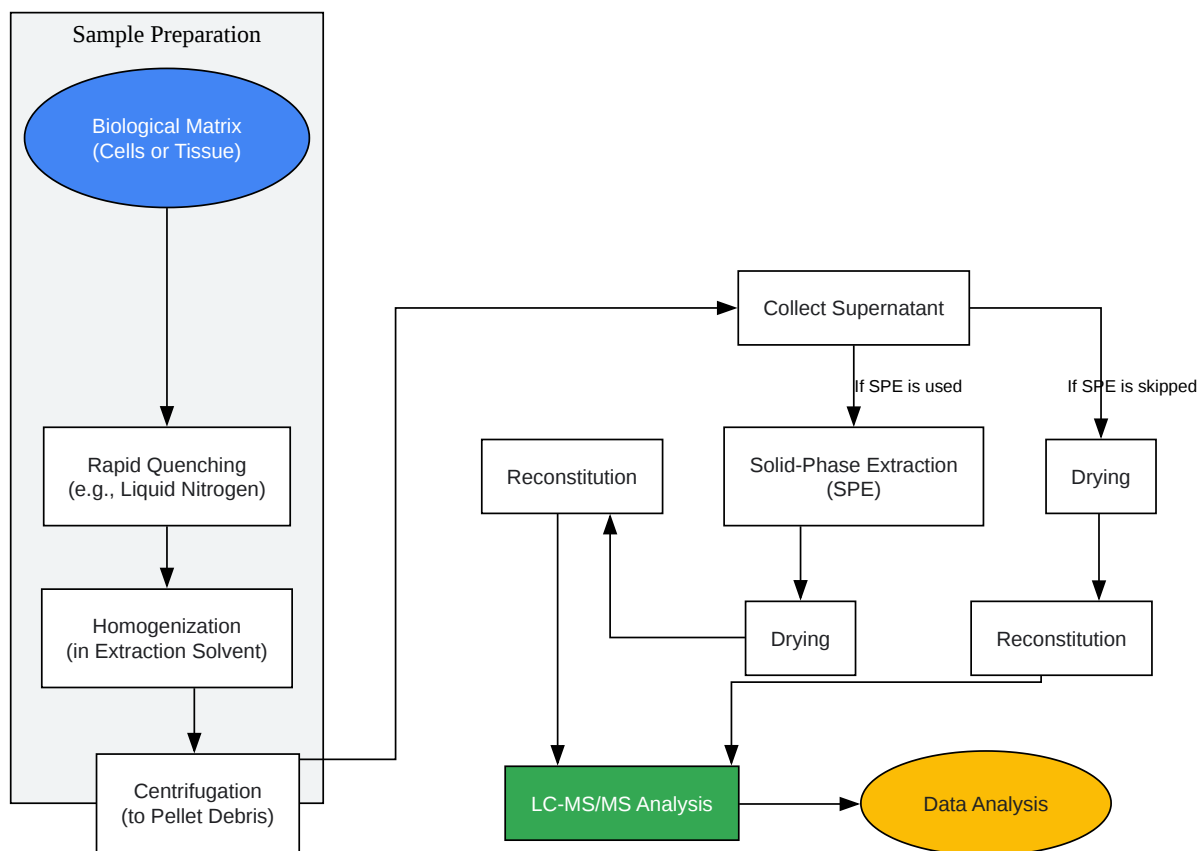 Sample Preparation
Biological Matrix
(Cells or Tissue)
Rapid Quenching
(e.g., Liquid Nitrogen)
Homogenization
(in Extraction Solvent)
Centrifugation
(to Pellet Debris)
Collect Supernatant
If SPE is used
If SPE is skipped
Solid-Phase Extraction
(SPE)
Drying
Reconstitution
Drying
Reconstitution
LC-MS/MS Analysis
Data Analysis